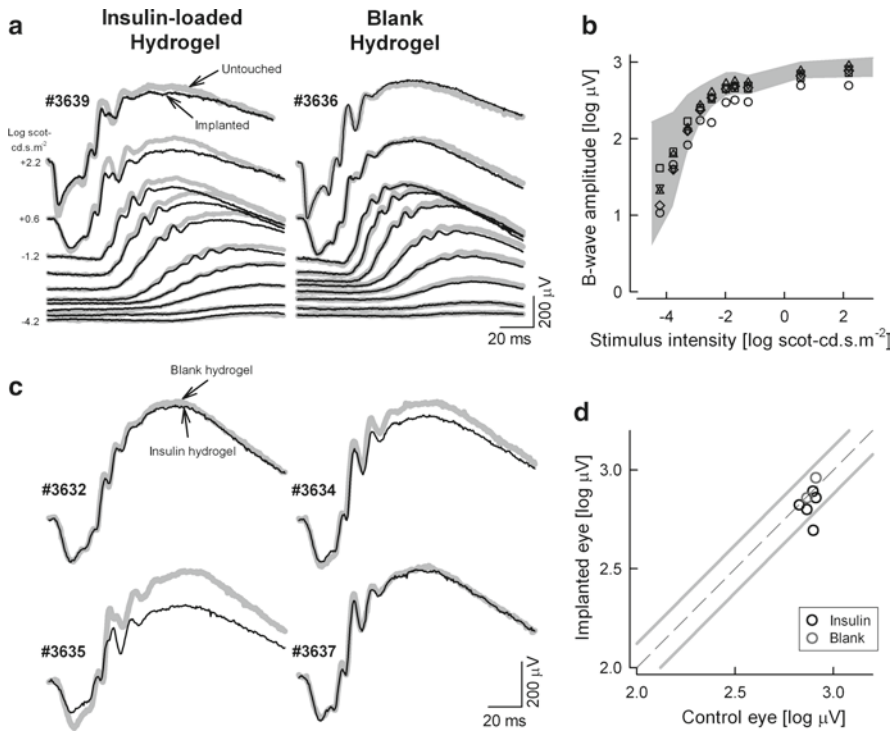 a
Insulin-loaded
Hydrogel
Blank
Hydrogel
#3639
Untouched
Implanted
#3636
Log scot-
cd.s.m²
+2.2
+0.6
-1.2
-4.2
200 µV
20 ms
b
B-wave amplitude [log µV]
3
2
1
0
-4
-2
0
2
Stimulus intensity [log scot-cd.s.m⁻²]
c
Blank hydrogel
Insulin hydrogel
#3632
#3634
#3635
#3637
200 µV
20 ms
d
Implanted eye [log µV]
3.0
2.5
2.0
Insulin
Blank
2.0
2.5
3.0
Control eye [log µV]